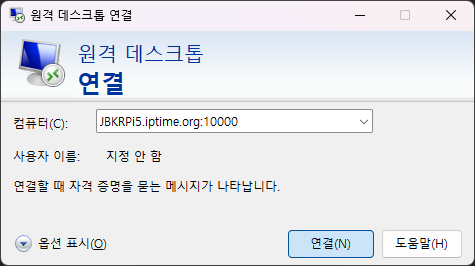 원격 데스크톱 연결
원격 데스크톱
연결
컴퓨터(C): JBKRPi5.iptime.org:10000
사용자 이름: 지정 안 함
연결할 때 자격 증명을 묻는 메시지가 나타납니다.
옵션 표시(O) 연결(N) 도움말(H)